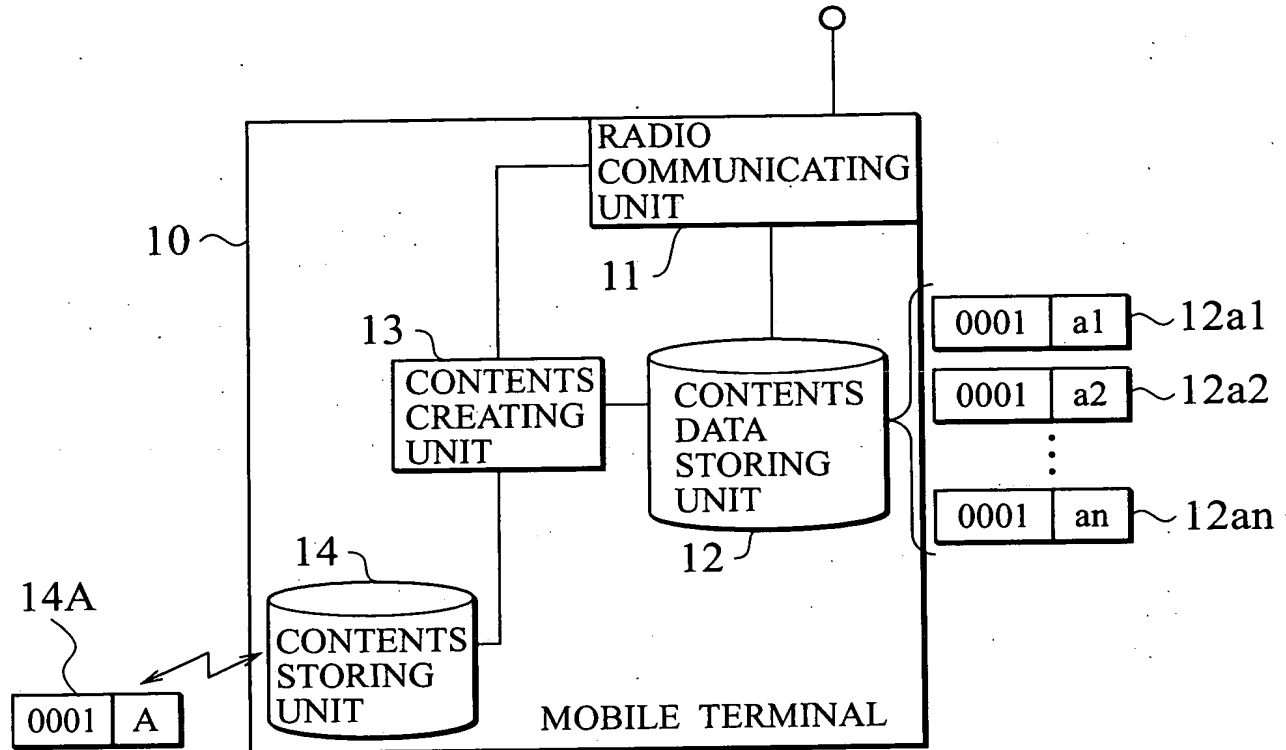 RADIO
COMMUNICATING
UNIT
10
11
0001 a1 12a1
13
0001 a2 12a2
CONTENTS
CREATING
UNIT
CONTENTS
DATA
STORING
UNIT
0001 an 12an
12
14
14A
CONTENTS
STORING
UNIT
0001 A
MOBILE TERMINAL